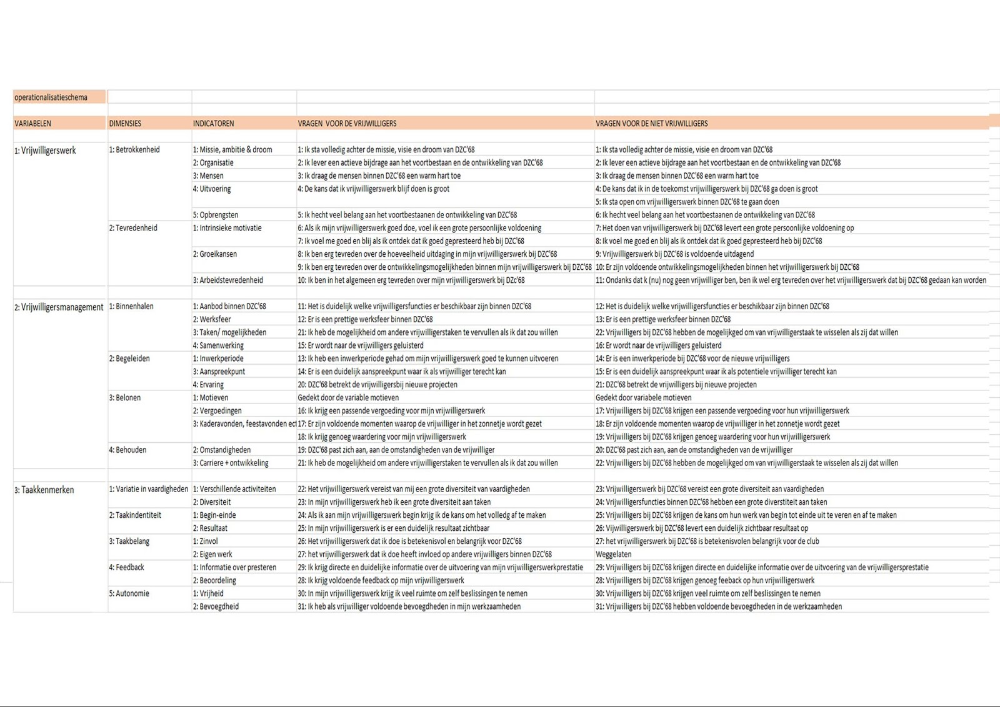 operationalisatieschema
VARIABELEN DIMENSIES INDICATOREN VRAGEN VOOR DE VRIJWILLIGERS VRAGEN VOOR DE NIET VRIJWILLIGERS
1: Vrijwilligerswerk 1: Betrokkenheid 1: Missie, ambitie & droom 1: Ik sta volledig achter de missie, visie en droom van DZC'68 1: Ik sta volledig achter de missie, visie en droom van DZC'68
2: Organisatie 2: Ik lever een actieve bijdrage aan het voortbestaan en de ontwikkeling van DZC'68 2: Ik lever een actieve bijdrage aan het voortbestaan en de ontwikkeling van DZC'68
3: Mensen 3: Ik draag de mensen binnen DZC'68 een warm hart toe 3: Ik draag de mensen binnen DZC'68 een warm hart toe
4: Uitvoering 4: De kans dat ik vrijwilligerswerk blijf doen is groot 4: De kans dat ik in de toekomst vrijwilligerswerk bij DZC'68 ga doen is groot
5: Ik sta open om vrijwilligerswerk binnen DZC'68 te gaan doen
5: Opbrengsten 5: Ik hecht veel belang aan het voortbestaanen de ontwikkeling van DZC'68 6: Ik hecht veel belang aan het voortbestaanen de ontwikkeling van DZC'68
2: Tevredenheid 1: Intrinsieke motivatie 6: Als ik mijn vrijwilligerswerk goed doe, voel ik een grote persoonlijke voldoening 7: Het doen van vrijwilligerswerk bij DZC'68 levert een grote persoonlijke voldoening op
7: Ik voel me goed en blij als ik ontdek dat ik goed gepresteerd heb bij DZC'68 8: Ik voel me goed en blij als ik ontdek dat ik goed gepresteerd heb bij DZC'68
2: Groeikansen 8: Ik ben erg tevreden over de hoeveelheid uitdaging in mijn vrijwilligerswerk bij DZC'68 9: Vrijwilligerswerk bij DZC'68 is voldoende uitdagend
9: Ik ben erg tevreden over de ontwikkelingsmogelijkheden binnen mijn vrijwilligerswerk bij DZC'68 10: Er zijn voldoende ontwikkelingsmogelijkheden binnen het vrijwilligerswerk bij DZC'68
3: Arbeidstevredenheid 10: Ik ben in het algemeen erg tevreden over mijn vrijwilligerswerk bij DZc'68 11: Ondanks dat k (nu) nog geen vrijwilliger ben, ben ik wel erg tevreden over het vrijwilligerswerk dat bij DZC'68 gedaan kan worden
2: Vrijwilligersmanagement 1: Binnenhalen 1: Aanbod binnen DZC'68 11: Het is duidelijk welke vrijwilligersfuncties er beschikbaar zijn binnen DZC'68 12: Het is duidelijk welke vrijwilligersfuncties er beschikbaar zijn binnen DZC'68
2: Werksfeer 12: Er is een prettige werksfeer binnen DZC'68 13: Er is een prettige werksfeer binnen DZC'68
3: Taken/ mogelijkheden 21: Ik heb de mogelijkheid om andere vrijwilligerstaken te vervullen als ik dat zou willen 22: Vrijwilligers bij DZC'68 hebben de mogelijkged om van vrijwilligerstaak te wisselen als zij dat willen
4: Samenwerking 15: Er wordt naar de vrijwilligers geluisterd 16: Er wordt naar de vrijwilligers geluisterd
2: Begeleiden 1: Inwerkperiode 13: Ik heb een inwerkperiode gehad om mijn vrijwilligerswerk goed te kunnen uitvoeren 14: Er is een inwerkperiode bij DZC'68 voor de nieuwe vrijwilligers
3: Aanspreekpunt 14: Er is een duidelijk aanspreekpunt waar ik als vrijwilliger terecht kan 15: Er is een duidelijk aanspreekpunt waar ik als potentiele vrijwilliger terecht kan
4: Ervaring 20: DZC'68 betrekt de vrijwilligersbij nieuwe projecten 21: DZC'68 betrekt de vrijwilligers bij nieuwe projecten
3: Belonen 1: Motieven Gedekt door de variable motieven Gedekt door variabele motieven
2: Vergoedingen 16: Ik krijg een passende vergoeding voor mijn vrijwilligerswerk 17: Vrijwilligers bij DZC'68 krijgen een passende vergoeding voor hun vrijwilligswerk
3: Kaderavonden, feestavonden ect 17: Er zijn voldoende momenten waarop de vrijwilliger in het zonnetje wordt gezet 18: Er zijn voldoende momenten waarop de vrijwilliger in het zonnetje wordt gezet
18: Ik krijg genoeg waardering voor mijn vrijwilligerswerk 19: Vrijwilligers bij DZC'68 krijgen genoeg waardering voor hun vrijwilligerswerk
4: Behouden 2: Omstandigheden 19: DZC'68 past zich aan, aan de omstandigheden van de vrijwilliger 20: DZC'68 past zich aan, aan de omstandigheden van de vrijwilliger
3: Carriere + ontwikkeling 21: Ik heb de mogelijkheid om andere vrijwilligerstaken te vervullen als ik dat zou willen 22: Vrijwilligers bij DZC'68 hebben de mogelijkged om van vrijwilligerstaak te wisselen als zij dat willen
3: Taakkenmerken 1: Variatie in vaardigheden 1: Verschillende activiteiten 22: Het vrijwilligerswerk vereist van mij een grote diversiteit van vaardigheden 23: Vrijwilligerswerk bij DZC'68 vereist een grote diversiteit aan vaardigheden
2: Diversiteit 23: In mijn vrijwilligerswerk heb ik een grote diversiteit aan taken 24: Vrijwilligersfuncties binnen DZC'68 hebben een grote diverstiteit aan taken
2: Taakindentiteit 1: Begin-einde 24: Als ik aan mijn vrijwilligswerk begin krijg ik de kans om het volledg af te maken 25: Vrijwilligers bij DZC'68 krijgen de kans om hun werk van begin tot einde uit te veren en af te maken
2: Resultaat 25: In mijn vrijwilligerswerk is er een duidelijk resultaat zichtbaar 26: Vijwilligerswerk bij DZC'68 levert een duidelijk zichtbaar resultaat op
3: Taakbelang 1: Zinvol 26: Het vrijwilligerswerk dat ik doe is betekenisvol en belangrijk voor DZC'68 27: het vrijwilligerswerk bij DZC'68 is betekenisvolen belangrijk voor de club
2: Eigen werk 27: het vrijwilligerswerk dat ik doe heeft invloed op andere vrijwilligers binnen DZC'68 Weggelaten
4: Feedback 1: Informatie over presteren 29: Ik krijg directe en duidelijke informatie over de uitvoering van mijn vrijwilligerswerkprestatie 29: Vrijwilligers bij DZC'68 krijgen directe en duidelijke informatie over de uitvoering van de vrijwilligersprestatie
2: Beoordeling 28: Ik krijg voldoende feedback op mijn vrijwilligerswerk 28: Vrijwilligers bij DZC'68 krijgen genoeg feeback op hun vrijwilligerswerk
5: Autonomie 1: Vrijheid 30: In mijn vrijwilligerswerk krijg ik veel ruimte om zelf beslissingen te nemen 30: Vrijwilligers bij DZC'68 krijgen veel ruimte om zelf beslissingen te nemen
2: Bevoegdheid 31: Ik heb als vrijwilliger voldoende bevoegdheden in mijn werkzaamheden 31: Vrijwilligers bij DZC'68 hebben voldoende bevoegdheden in de werkzaamheden